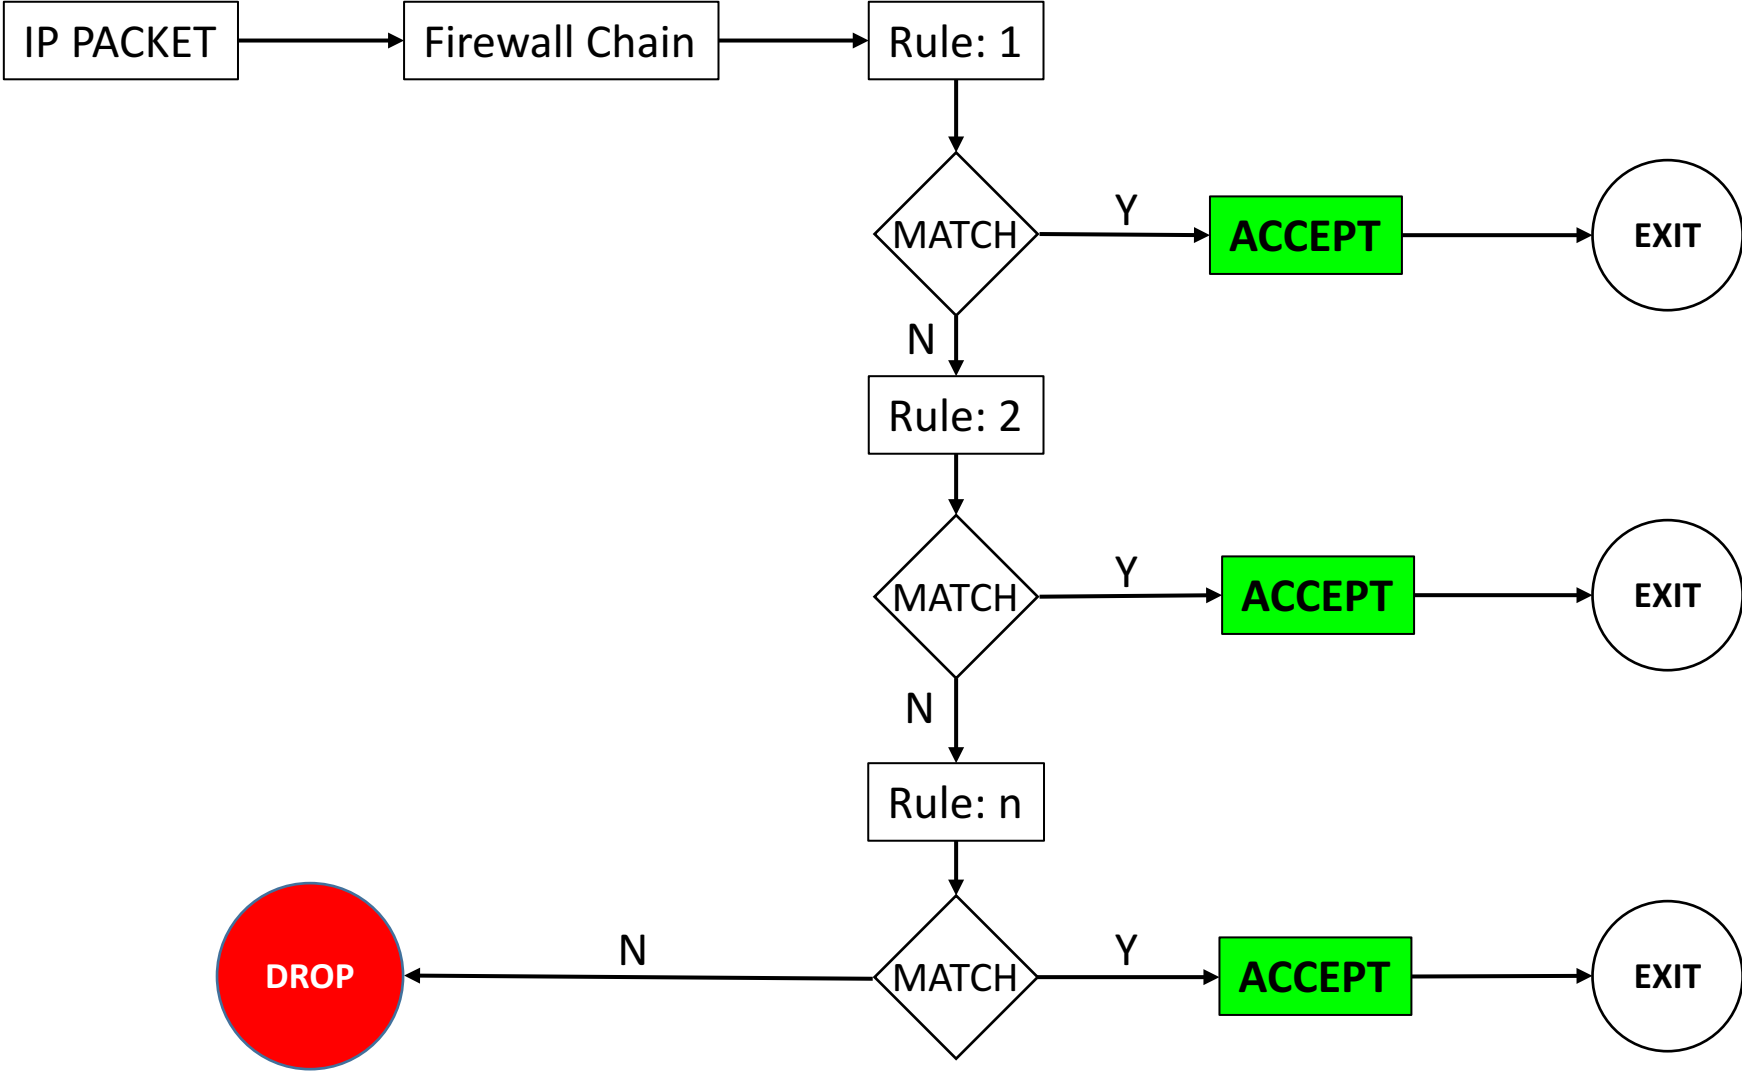 IP PACKET
Firewall Chain
Rule: 1
MATCH
Y
ACCEPT
EXIT
N
Rule: 2
MATCH
Y
ACCEPT
EXIT
N
Rule: n
DROP
N
MATCH
Y
ACCEPT
EXIT